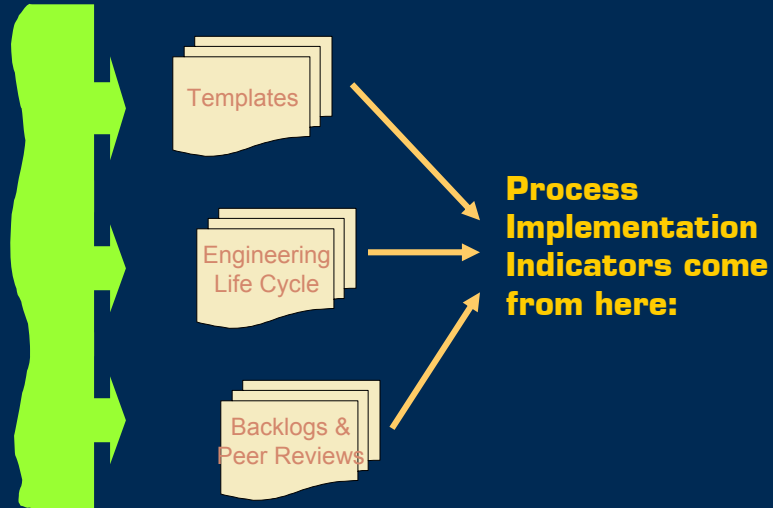 Templates
Engineering
Life Cycle
Backlogs &
Peer Reviews
Process
Implementation
Indicators come
from here: